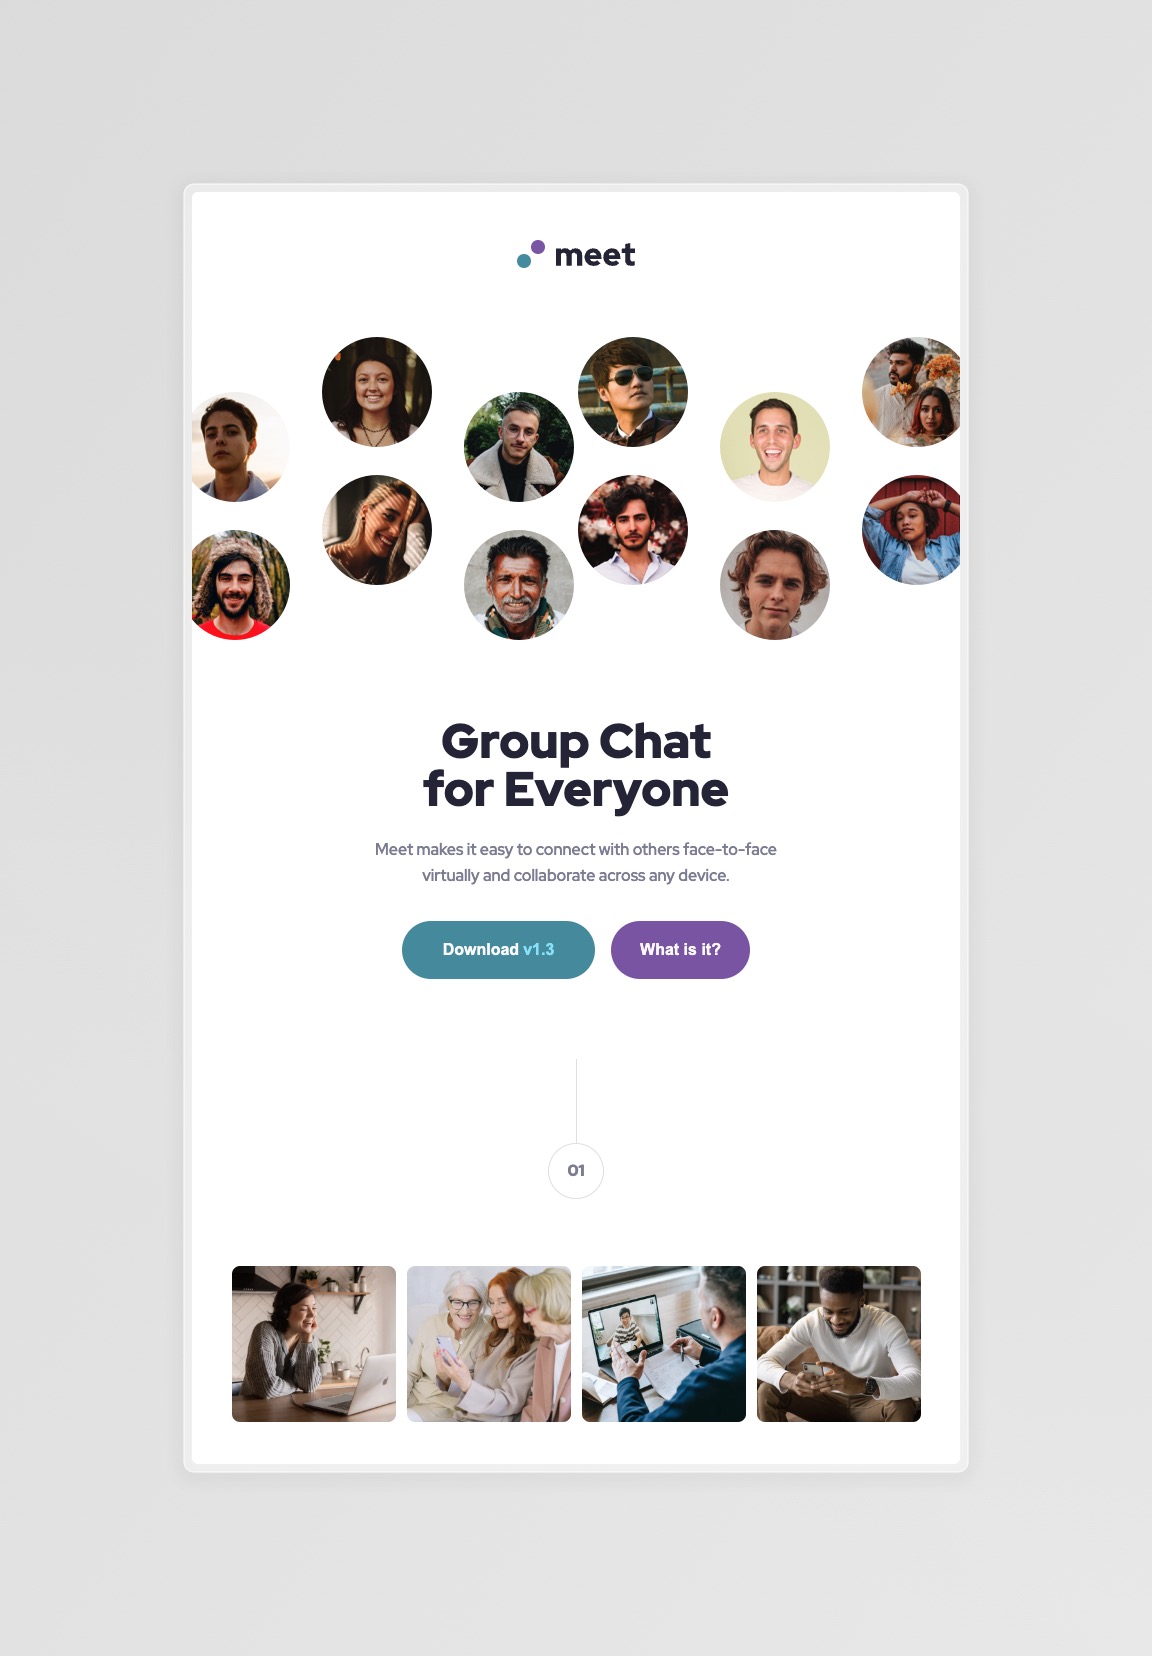 meet
Group Chat
for Everyone
Meet makes it easy to connect with others face-to-face
virtually and collaborate across any device.
Download v1.3
What is it?
01